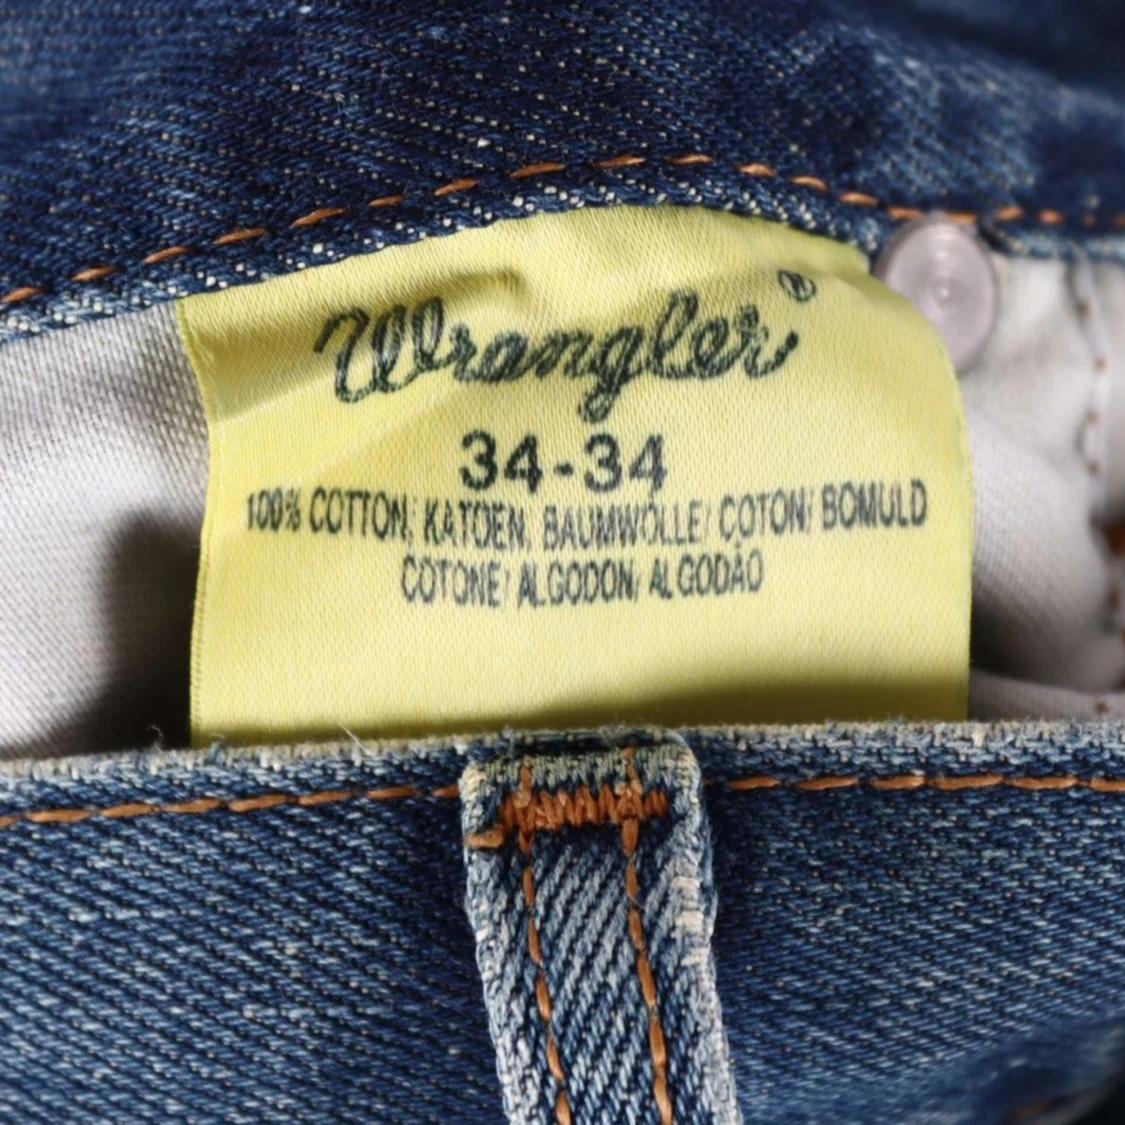 Wrangler®
34-34
100% COTTON/ KATOEN/ BAUMWOLLE/ COTON/ BOMULD
COTONE/ ALGODON/ ALGODÃO